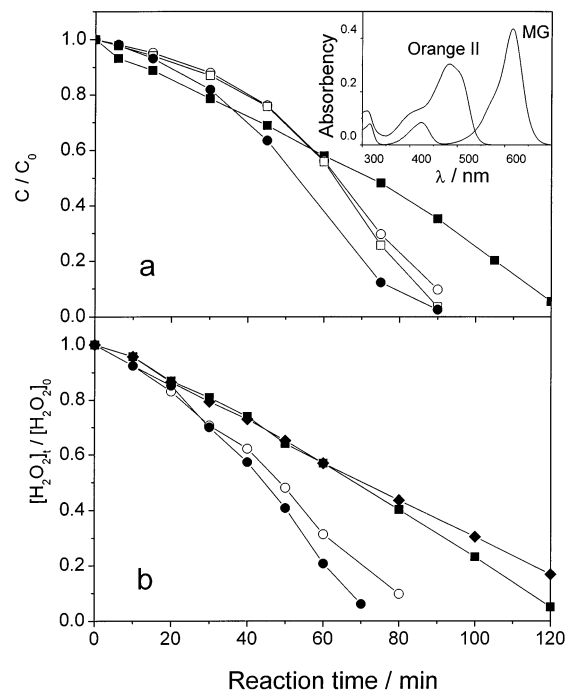 1.0
0.8
0.6
0.4
0.2
0.0
C / C₀
a
0.4
0.2
0.0
Absorbency
Orange II
MG
300 400 500 600
λ / nm
1.0
0.8
0.6
0.4
0.2
0.0
[H₂O₂]ₜ / [H₂O₂]₀
b
0 20 40 60 80 100 120
Reaction time / min